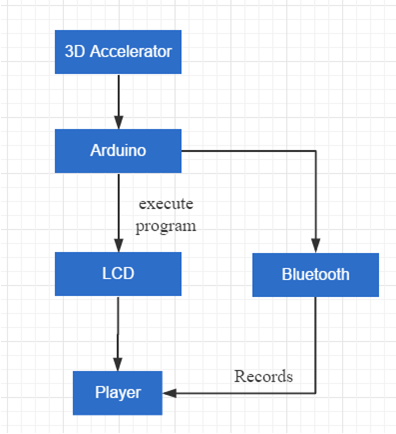 3D Accelerator
Arduino
execute
program
LCD
Bluetooth
Records
Player